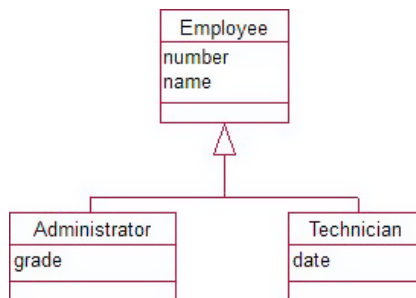 Employee
number
name
Administrator
grade
Technician
date